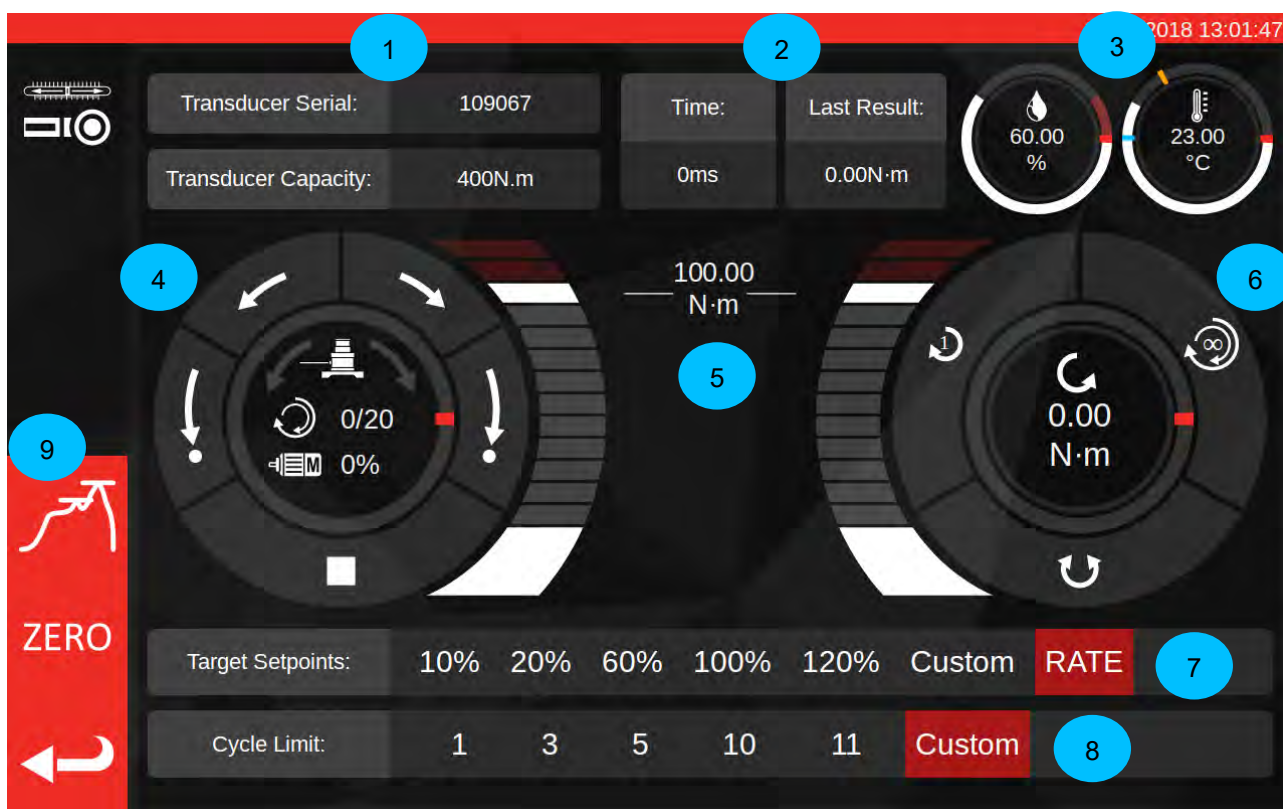 2018 13:01:47
1
2
3
Transducer Serial: 109067
Time: Last Result:
60.00
%
23.00
°C
Transducer Capacity: 400N.m
0ms 0.00N·m
4
100.00
N·m
5
6
1
∞
0/20
M 0%
0.00
N·m
9
ZERO
Target Setpoints: 10% 20% 60% 100% 120% Custom RATE 7
Cycle Limit: 1 3 5 10 11 Custom 8